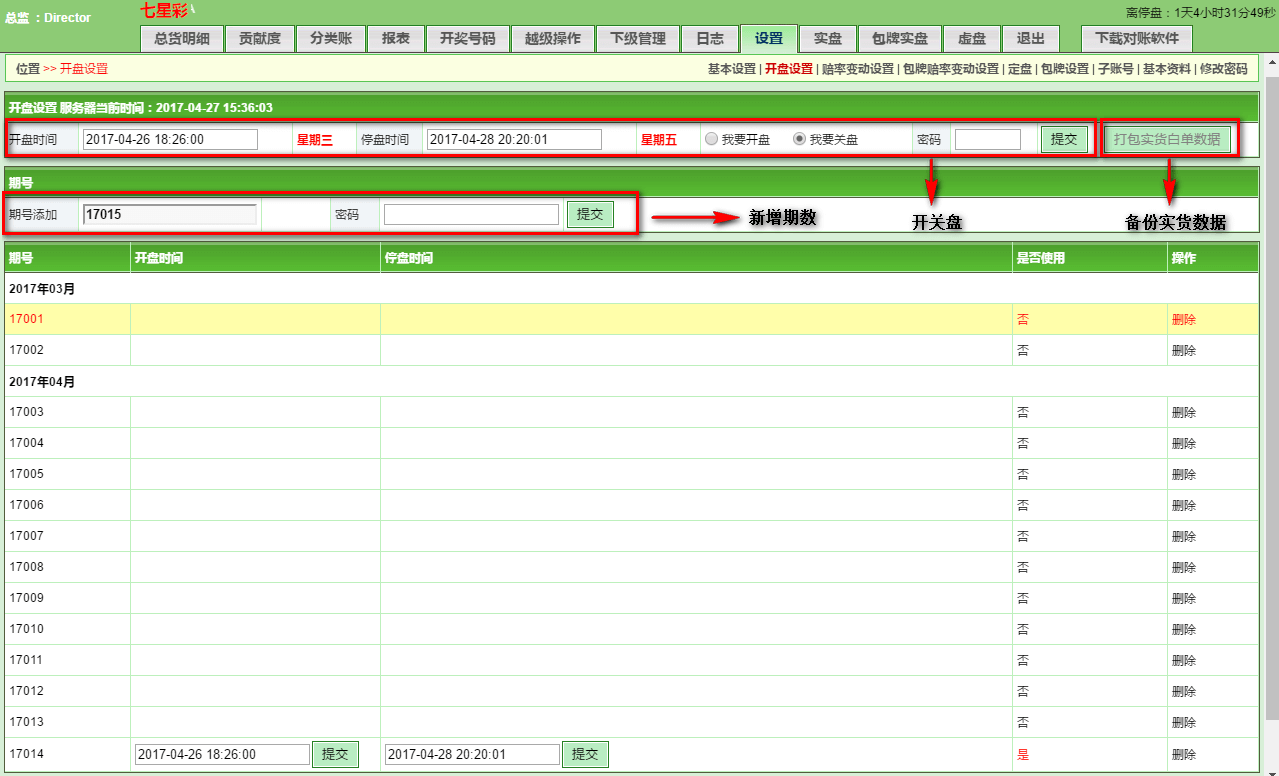 总监 ：Director
七星彩
离停盘：1天4小时31分49秒
总货明细 贡献度 分类账 报表 开奖号码 越级操作 下级管理 日志 设置 实盘 包牌实盘 虚盘 退出 下载对账软件
位置 >> 开盘设置
基本设置 | 开盘设置 | 赔率变动设置 | 包牌赔率变动设置 | 定盘 | 包牌设置 | 子账号 | 基本资料 | 修改密码
开盘设置 服务器当前时间：2017-04-27 15:36:03
开盘时间 2017-04-26 18:26:00 星期三 停盘时间 2017-04-28 20:20:01 星期五 我要开盘 我要关盘 密码 提交 打包实货白单数据
期号
期号添加 17015 密码 提交
新增期数 开关盘 备份实货数据
期号 开盘时间 停盘时间 是否使用 操作
2017年03月
17001 否 删除
17002 否 删除
2017年04月
17003 否 删除
17004 否 删除
17005 否 删除
17006 否 删除
17007 否 删除
17008 否 删除
17009 否 删除
17010 否 删除
17011 否 删除
17012 否 删除
17013 否 删除
17014 2017-04-26 18:26:00 提交 2017-04-28 20:20:01 提交 是 删除